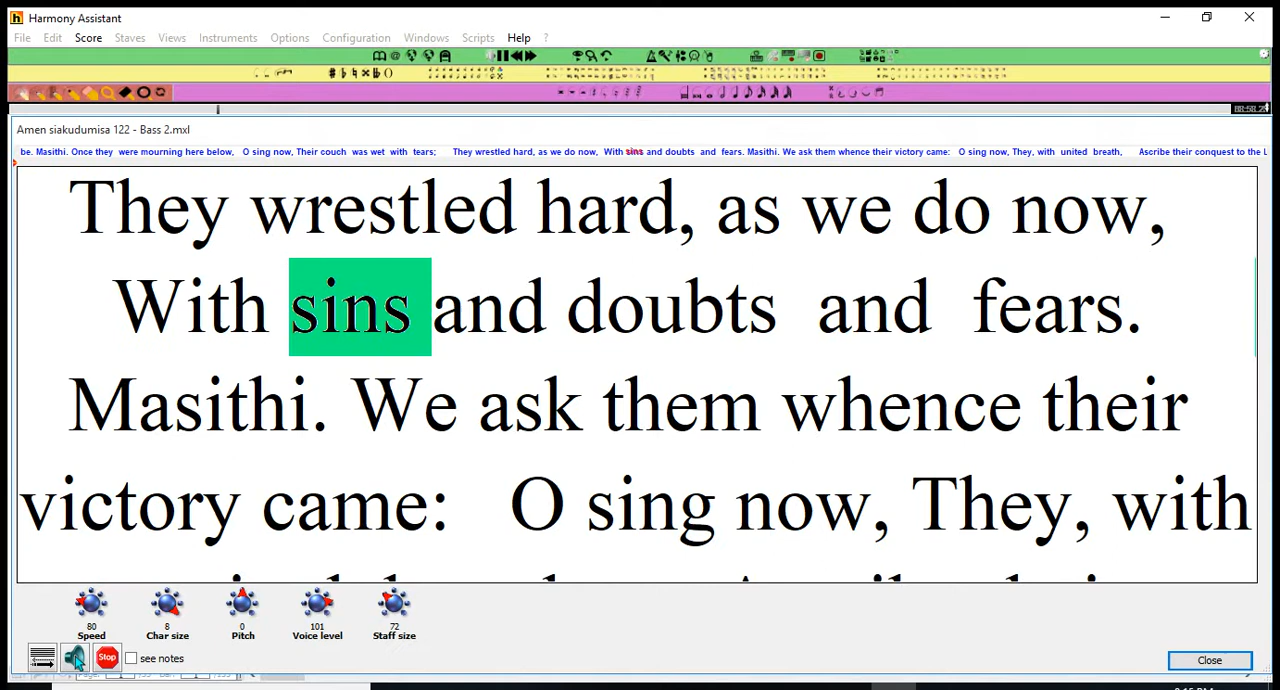 Harmony Assistant
File Edit Score Staves Views Instruments Options Configuration Windows Scripts Help ?
Amen siakudumisa 122 - Bass 2.mxl
be. Masithi. Once they were mourning here below, O sing now, Their couch was wet with tears; They wrestled hard, as we do now, With sins and doubts and fears. Masithi. We ask them whence their victory came: O sing now, They, with united breath, Ascribe their conquest to the L
They wrestled hard, as we do now,
With sins and doubts and fears.
Masithi. We ask them whence their
victory came: O sing now, They, with
80 8 0 101 72
Speed Char size Pitch Voice level Staff size
Stop see notes Close